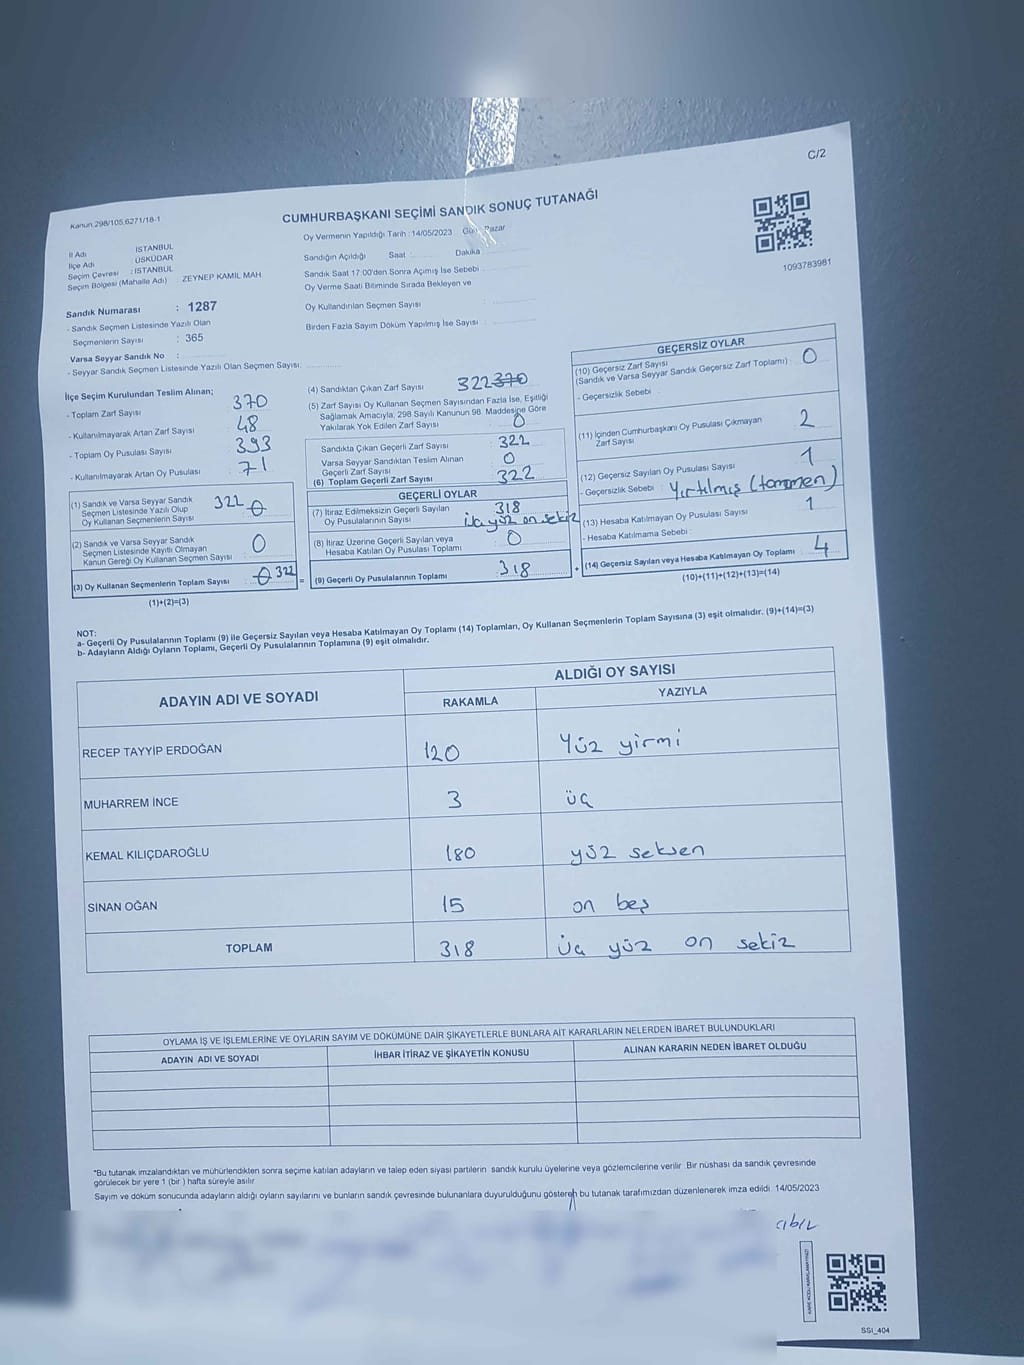 C/2
Kanun 298/105,6271/18-1
CUMHURBAŞKANI SEÇİMİ SANDIK SONUÇ TUTANAĞI
1093783981
İl Adı : İSTANBUL
İlçe Adı : ÜSKÜDAR
Seçim Çevresi : İSTANBUL
Seçim Bölgesi (Mahalle Adı) : ZEYNEP KAMİL MAH
Sandık Numarası : 1287
- Sandık Seçmen Listesinde Yazılı Olan
Seçmenlerin Sayısı : 365
Varsa Seyyar Sandık No :
- Seyyar Sandık Seçmen Listesinde Yazılı Olan Seçmen Sayısı:
Oy Vermenin Yapıldığı Tarih : 14/05/2023 Gün Pazar
Sandığın Açıldığı Saat : Dakika
Sandık Saat 17:00'den Sonra Açımış İse Sebebi
Oy Verme Saati Bitiminde Sırada Bekleyen ve
Oy Kullandırılan Seçmen Sayısı :
Birden Fazla Sayım Döküm Yapılmış İse Sayısı :
İlçe Seçim Kurulundan Teslim Alınan;
- Toplam Zarf Sayısı : 370
- Kullanılmayarak Artan Zarf Sayısı : 48
- Toplam Oy Pusulası Sayısı : 393
- Kullanılmayarak Artan Oy Pusulası : 71
(1) Sandık ve Varsa Seyyar Sandık
Seçmen Listesinde Yazılı Olup
Oy Kullanan Seçmenlerin Sayısı 322 0
(2) Sandık ve Varsa Seyyar Sandık
Seçmen Listesinde Kayıtlı Olmayan
Kanun Gereği Oy Kullanan Seçmen Sayısı : 0
(3) Oy Kullanan Seçmenlerin Toplam Sayısı : 0 322
(1)+(2)=(3)
=
(4) Sandıktan Çıkan Zarf Sayısı : 322 370
(5) Zarf Sayısı Oy Kullanan Seçmen Sayısından Fazla İse, Eşitliği
Sağlamak Amacıyla, 298 Sayılı Kanunun 98. Maddesine Göre
Yakılarak Yok Edilen Zarf Sayısı : 0
Sandıkta Çıkan Geçerli Zarf Sayısı : 322
Varsa Seyyar Sandıktan Teslim Alınan
Geçerli Zarf Sayısı : 0
(6) Toplam Geçerli Zarf Sayısı : 322
GEÇERLİ OYLAR
(7) İtiraz Edilmeksizin Geçerli Sayılan
Oy Pusulalarının Sayısı : 318
üç yüz on sekiz
(8) İtiraz Üzerine Geçerli Sayılan veya
Hesaba Katılan Oy Pusulası Toplamı : 0
(9) Geçerli Oy Pusulalarının Toplamı : 318
+
GEÇERSİZ OYLAR
(10) Geçersiz Zarf Sayısı
(Sandık ve Varsa Seyyar Sandık Geçersiz Zarf Toplamı) : 0
- Geçersizlik Sebebi :
(11) İçinden Cumhurbaşkanı Oy Pusulası Çıkmayan
Zarf Sayısı : 2
(12) Geçersiz Sayılan Oy Pusulası Sayısı : 1
- Geçersizlik Sebebi : Yırtılmış (tammen)
(13) Hesaba Katılmayan Oy Pusulası Sayısı : 1
- Hesaba Katılmama Sebebi :
(14) Geçersiz Sayılan veya Hesaba Katılmayan Oy Toplamı : 4
(10)+(11)+(12)+(13)=(14)
NOT:
a- Geçerli Oy Pusulalarının Toplamı (9) ile Geçersiz Sayılan veya Hesaba Katılmayan Oy Toplamı (14) Toplamları, Oy Kullanan Seçmenlerin Toplam Sayısına (3) eşit olmalıdır. (9)+(14)=(3)
b- Adayların Aldığı Oyların Toplamı, Geçerli Oy Pusulalarının Toplamına (9) eşit olmalıdır.
ADAYIN ADI VE SOYADI ALDIĞI OY SAYISI
RAKAMLA YAZIYLA
RECEP TAYYİP ERDOĞAN 120 Yüz yirmi
MUHARREM İNCE 3 üç
KEMAL KILIÇDAROĞLU 180 yüz seksen
SİNAN OĞAN 15 on beş
TOPLAM 318 Üç yüz on sekiz
OYLAMA İŞ VE İŞLEMLERİNE VE OYLARIN SAYIM VE DÖKÜMÜNE DAİR ŞİKAYETLERLE BUNLARA AİT KARARLARIN NELERDEN İBARET BULUNDUKLARI
ADAYIN ADI VE SOYADI İHBAR İTİRAZ VE ŞİKAYETİN KONUSU ALINAN KARARIN NEDEN İBARET OLDUĞU
*Bu tutanak imzalandıktan ve mühürlendikten sonra seçime katılan adayların ve talep eden siyasi partilerin sandık kurulu üyelerine veya gözlemcilerine verilir. Bir nüshası da sandık çevresinde
görülecek bir yere 1 (bir) hafta süreyle asılır
Sayım ve döküm sonucunda adayların aldığı oyların sayılarını ve bunların sandık çevresinde bulunanlara duyurulduğunu gösteren bu tutanak tarafımızdan düzenlenerek imza edildi 14/05/2023
SSI_404